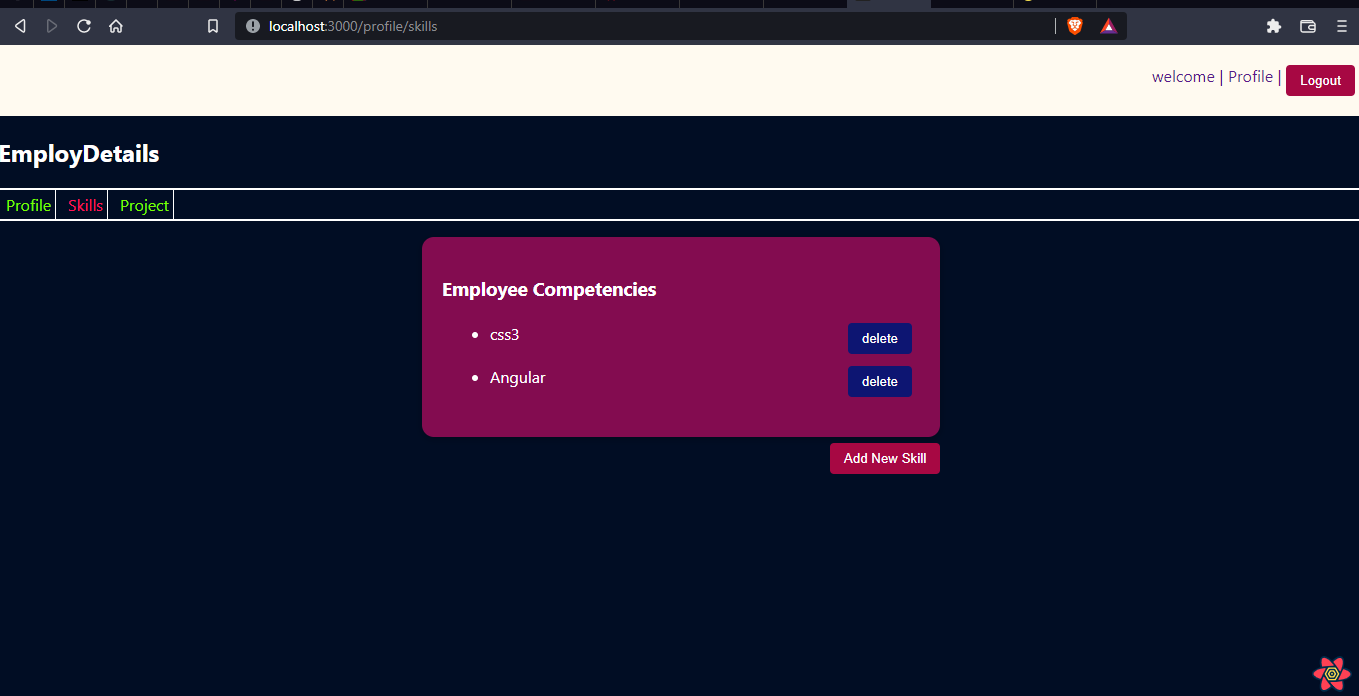 localhost:3000/profile/skills
welcome | Profile | Logout
EmployDetails
Profile Skills Project
Employee Competencies
• css3 delete
• Angular delete
Add New Skill